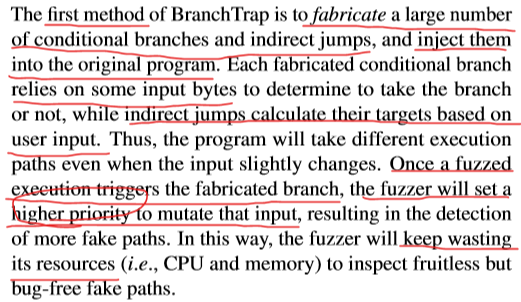 The first method of BranchTrap is to fabricate a large number
of conditional branches and indirect jumps, and inject them
into the original program. Each fabricated conditional branch
relies on some input bytes to determine to take the branch
or not, while indirect jumps calculate their targets based on
user input. Thus, the program will take different execution
paths even when the input slightly changes. Once a fuzzed
execution triggers the fabricated branch, the fuzzer will set a
higher priority to mutate that input, resulting in the detection
of more fake paths. In this way, the fuzzer will keep wasting
its resources (i.e., CPU and memory) to inspect fruitless but
bug-free fake paths.